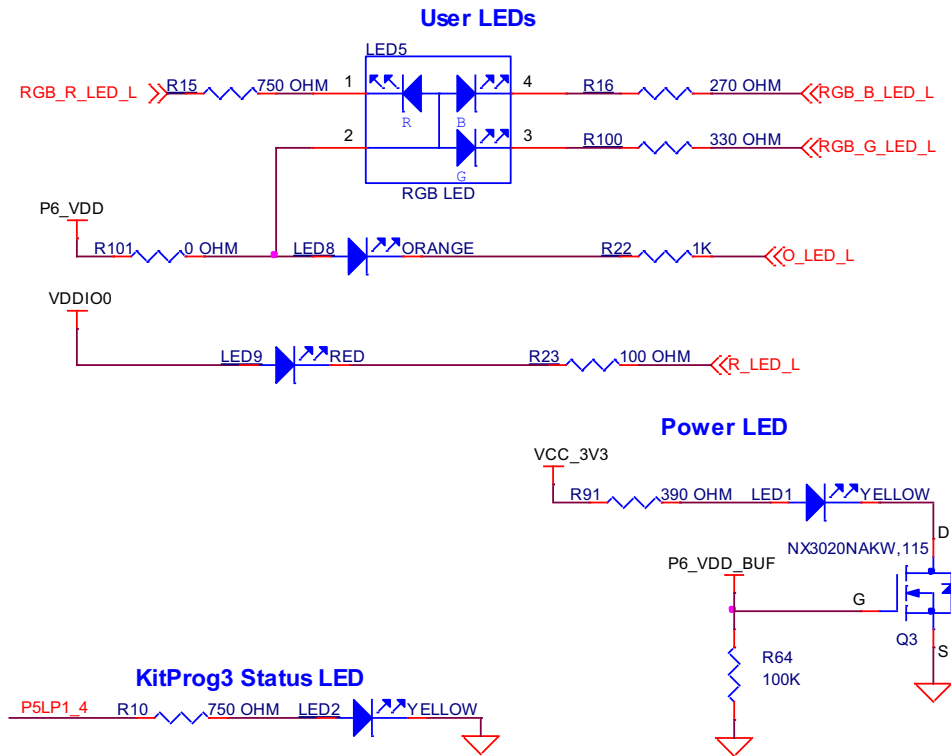 User LEDs
LED5
RGB_R_LED_L R15 750 OHM 1 4 R16 270 OHM RGB_B_LED_L
R B
2 3 R100 330 OHM RGB_G_LED_L
G
RGB LED
P6_VDD
R101 0 OHM LED8 ORANGE R22 1K O_LED_L
VDDIO0
LED9 RED R23 100 OHM R_LED_L
Power LED
VCC_3V3
R91 390 OHM LED1 YELLOW
D
NX3020NAKW,115
P6_VDD_BUF
G
Q3
S
R64
100K
KitProg3 Status LED
P5LP1_4 R10 750 OHM LED2 YELLOW